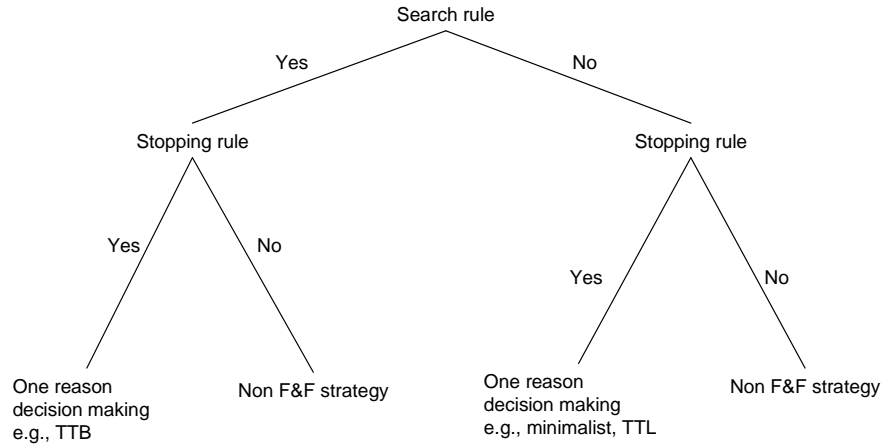 Search rule
Yes
No
Stopping rule
Stopping rule
Yes
No
Yes
No
One reason
decision making
e.g., TTB
Non F&F strategy
One reason
decision making
e.g., minimalist, TTL
Non F&F strategy